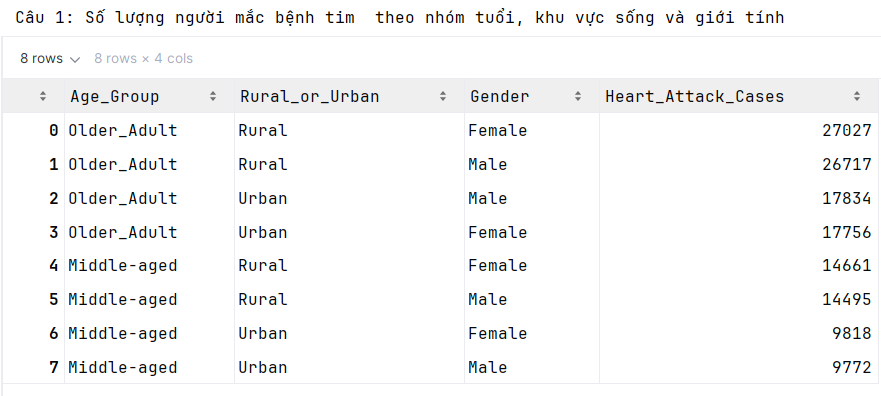 Câu 1: Số lượng người mắc bệnh tim  theo nhóm tuổi, khu vực sống và giới tính
8 rows 8 rows × 4 cols
Age_Group Rural_or_Urban Gender Heart_Attack_Cases
0 Older_Adult Rural Female 27027
1 Older_Adult Rural Male 26717
2 Older_Adult Urban Male 17834
3 Older_Adult Urban Female 17756
4 Middle-aged Rural Female 14661
5 Middle-aged Rural Male 14495
6 Middle-aged Urban Female 9818
7 Middle-aged Urban Male 9772